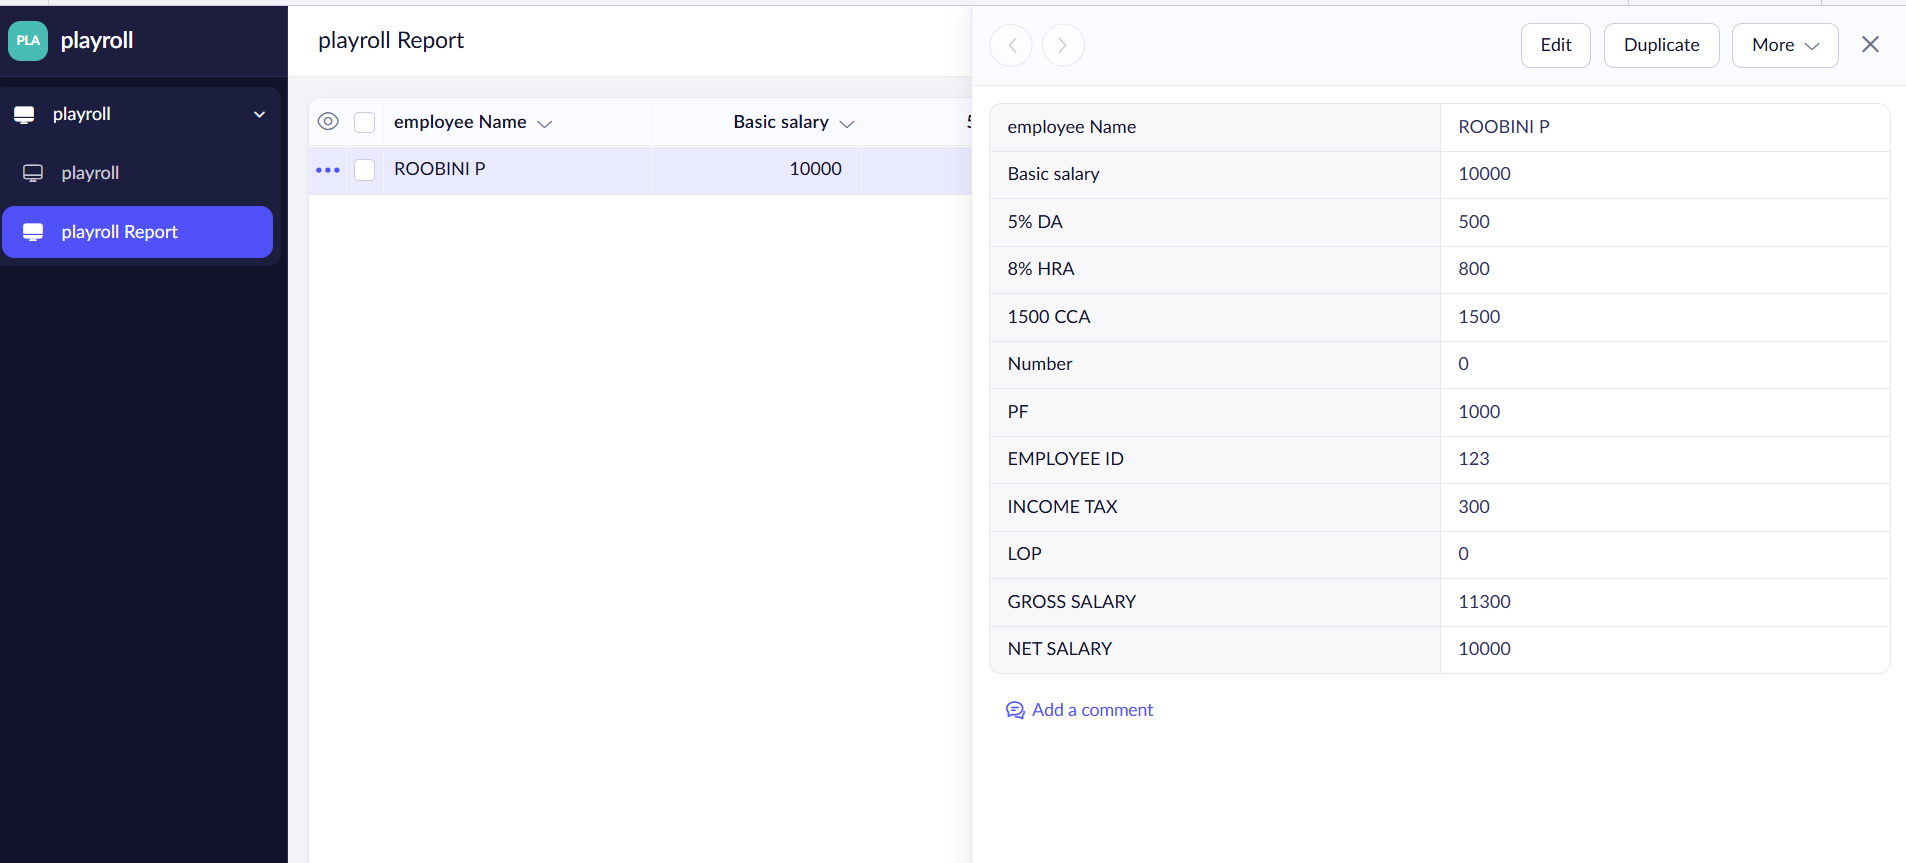 PLA playroll
playroll
playroll
playroll Report
playroll Report
employee Name Basic salary
ROOBINI P 10000
Edit Duplicate More
employee Name ROOBINI P
Basic salary 10000
5% DA 500
8% HRA 800
1500 CCA 1500
Number 0
PF 1000
EMPLOYEE ID 123
INCOME TAX 300
LOP 0
GROSS SALARY 11300
NET SALARY 10000
Add a comment